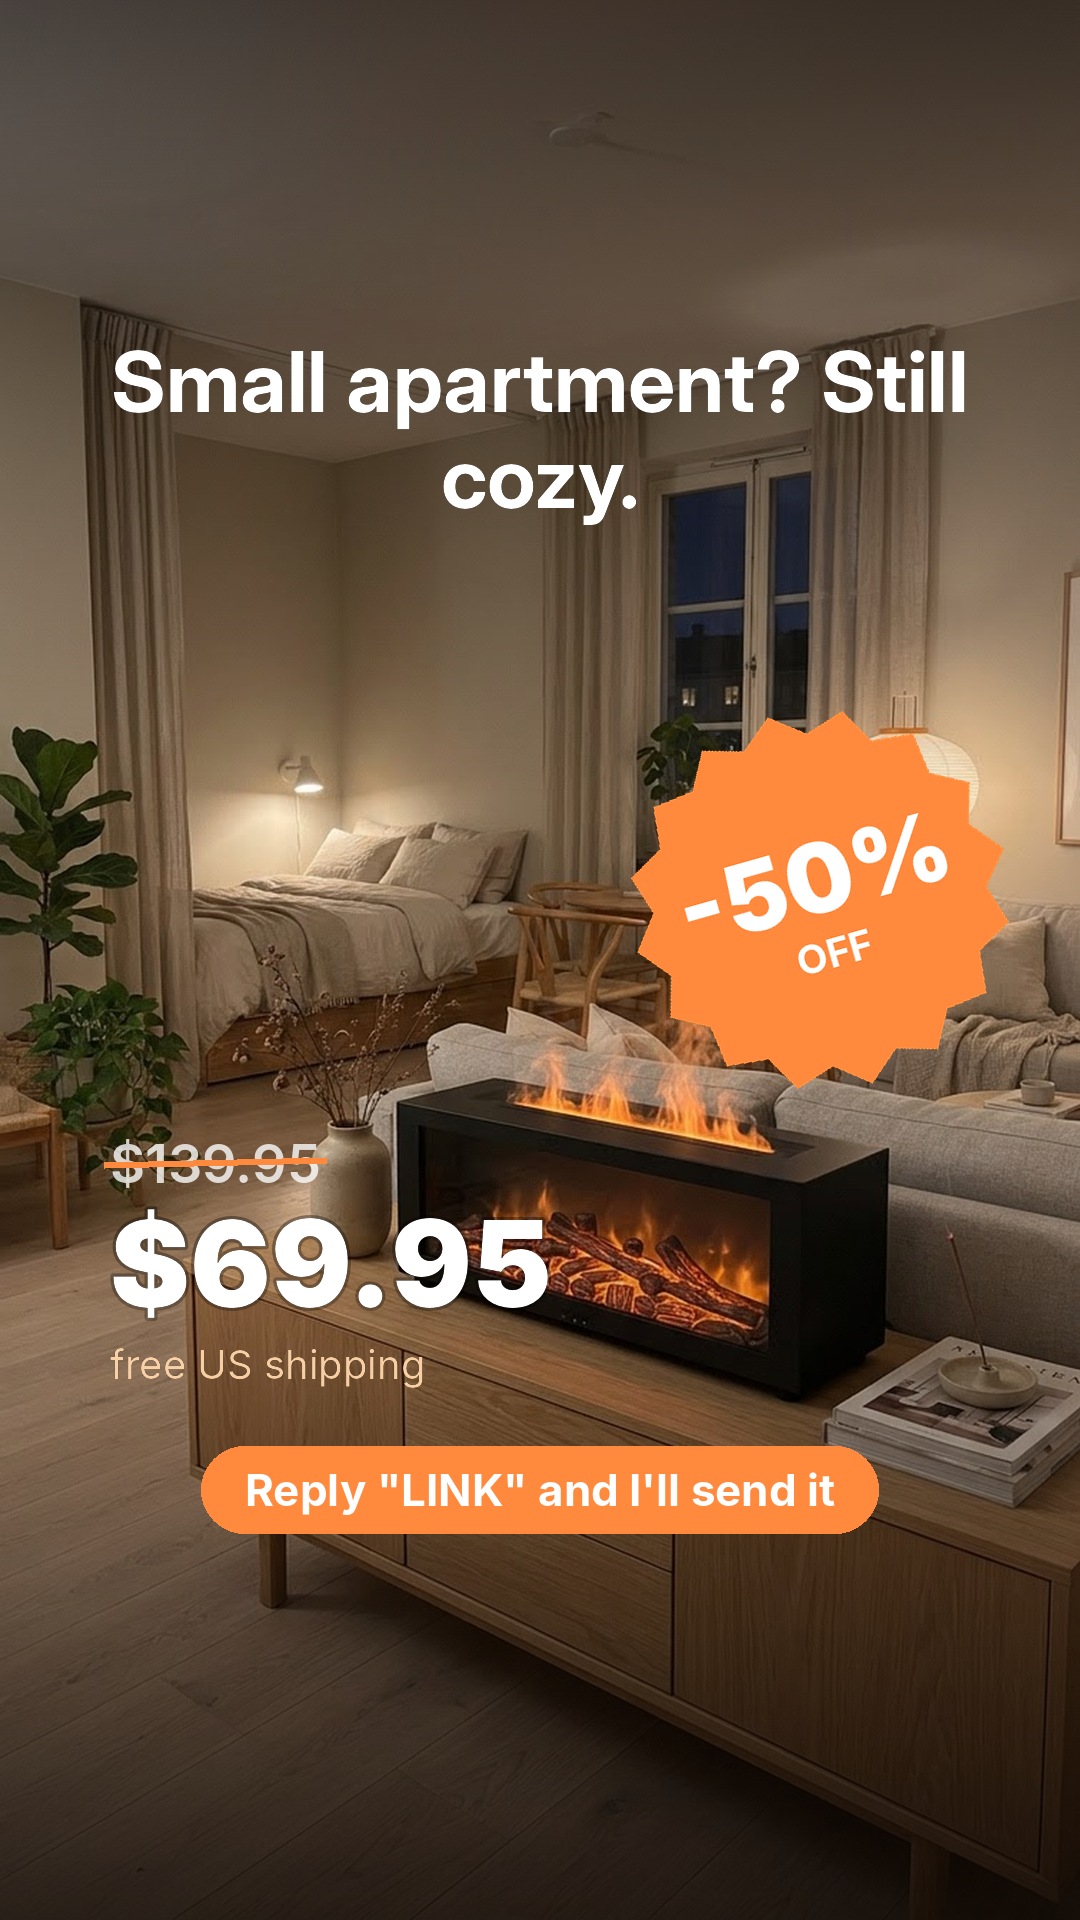 Small apartment? Still
cozy.
-50%
OFF
$139.95
$69.95
free US shipping
Reply "LINK" and I'll send it